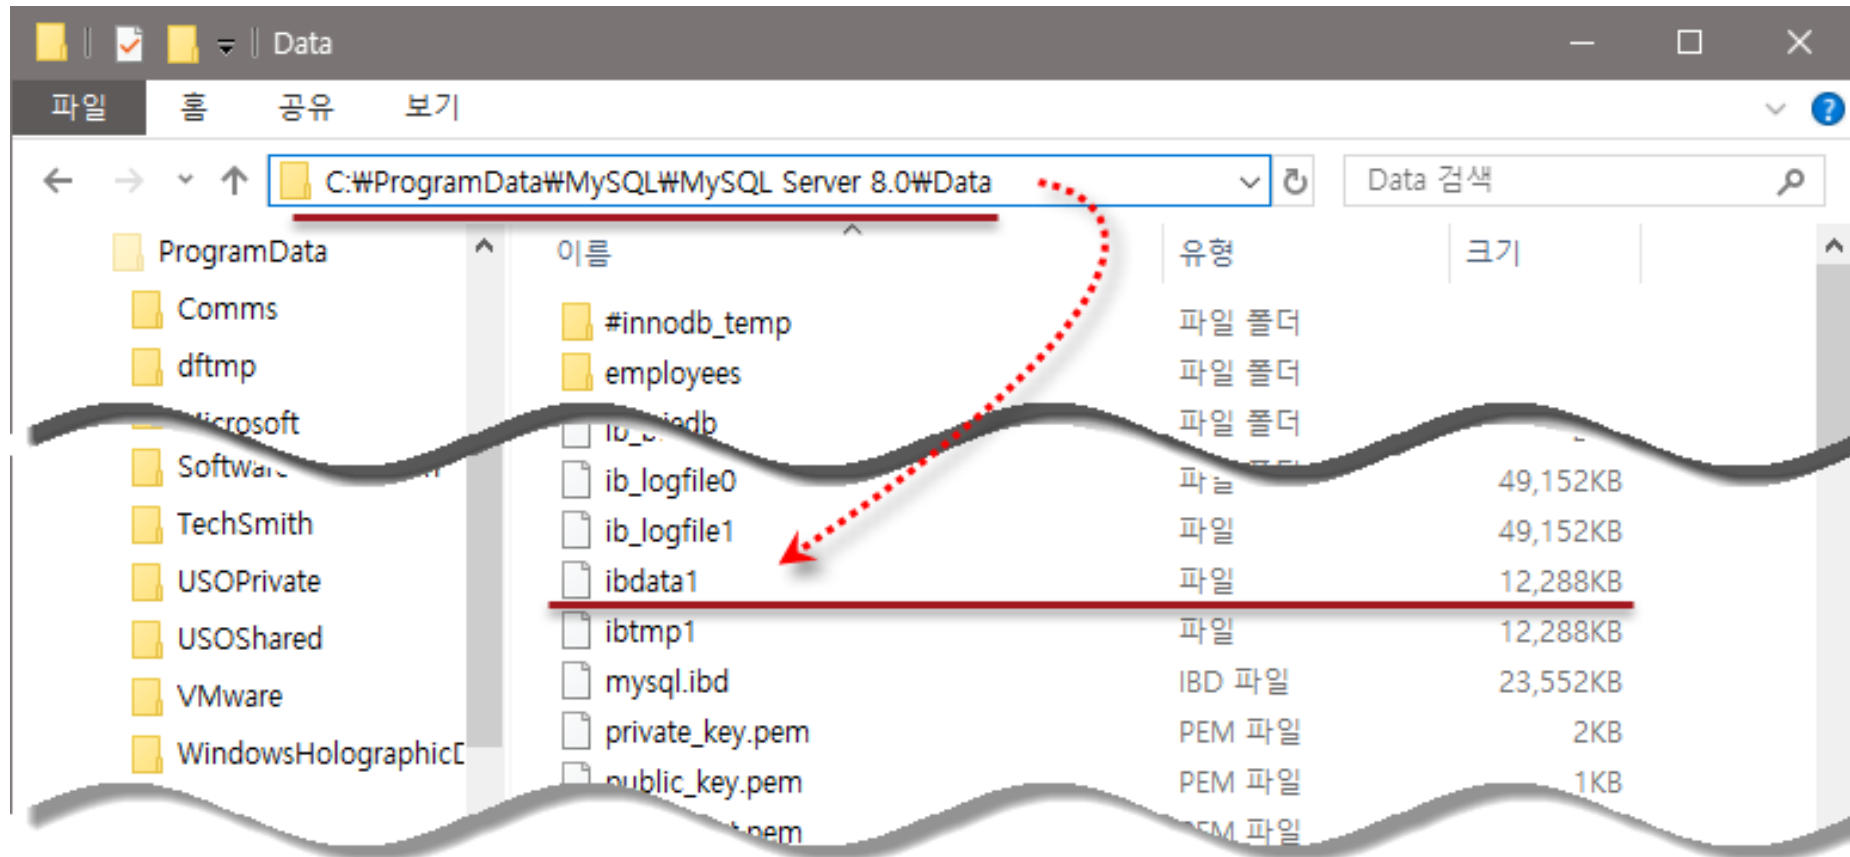 Data
파일 홈 공유 보기
C:₩ProgramData₩MySQL₩MySQL Server 8.0₩Data
Data 검색
ProgramData
Comms
dftmp
TechSmith
USOPrivate
USOShared
VMware
WindowsHolographicD
이름 유형 크기
#innodb_temp 파일 폴더
employees 파일 폴더
파일 폴더
ib_logfile0 49,152KB
ib_logfile1 파일 49,152KB
ibdata1 파일 12,288KB
ibtmp1 파일 12,288KB
mysql.ibd IBD 파일 23,552KB
private_key.pem PEM 파일 2KB
public_key.pem PEM 파일 1KB
PEM 파일